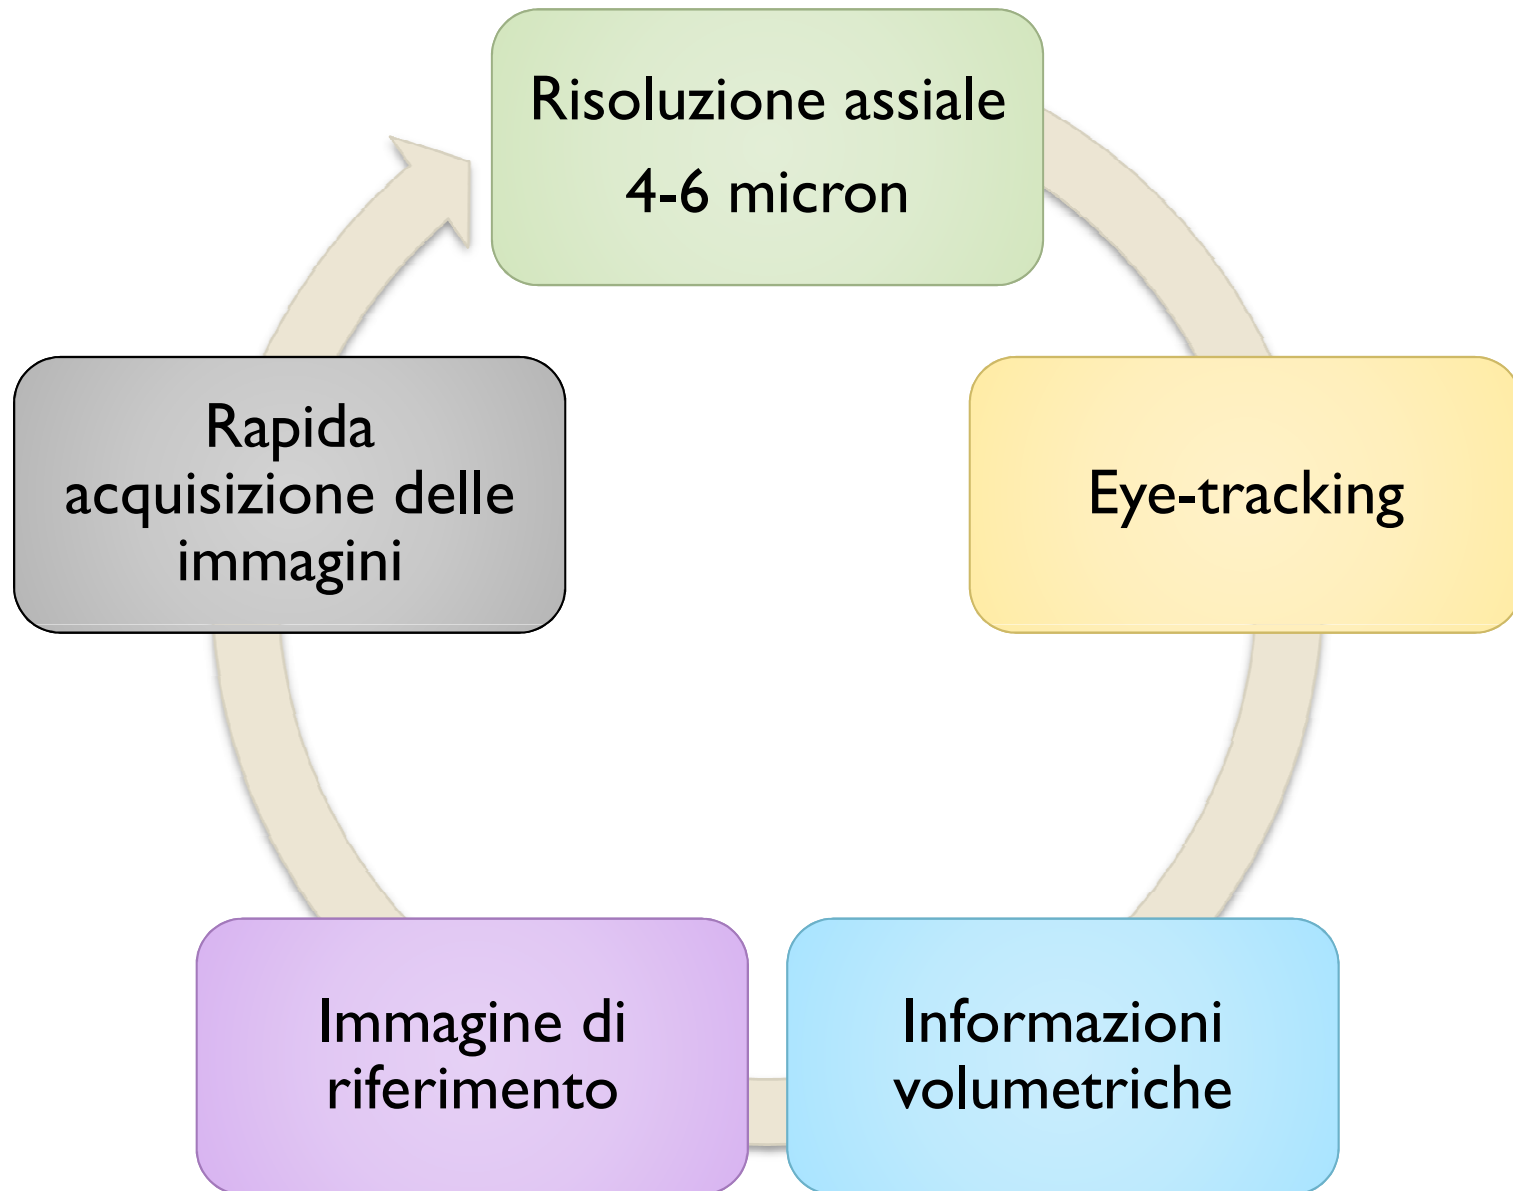 Risoluzione assiale
4-6 micron
Eye-tracking
Informazioni
volumetriche
Immagine di
riferimento
Rapida
acquisizione delle
immagini